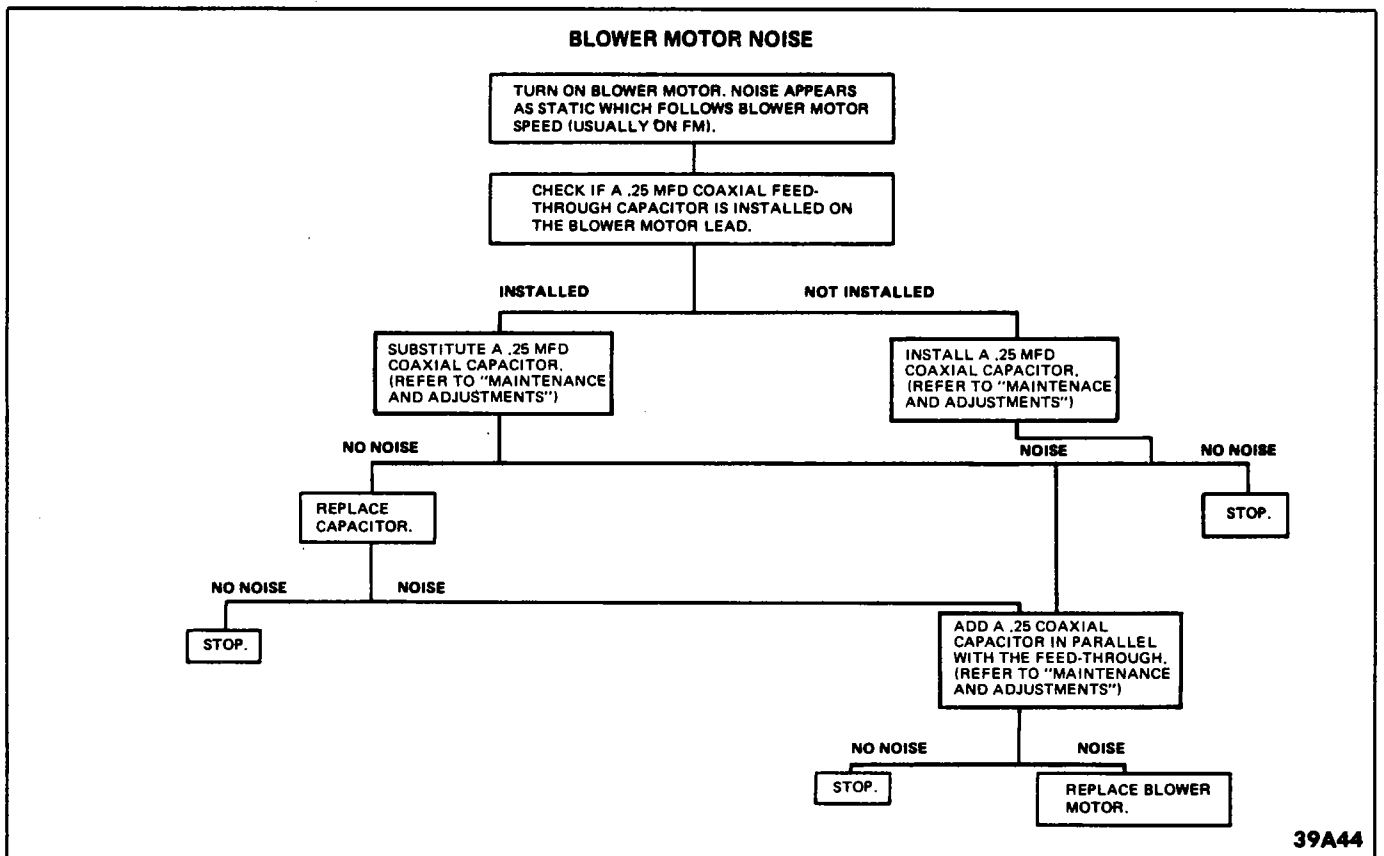 BLOWER MOTOR NOISE
TURN ON BLOWER MOTOR. NOISE APPEARS
AS STATIC WHICH FOLLOWS BLOWER MOTOR
SPEED (USUALLY ON FM).
CHECK IF A .25 MFD COAXIAL FEED-
THROUGH CAPACITOR IS INSTALLED ON
THE BLOWER MOTOR LEAD.
INSTALLED
NOT INSTALLED
SUBSTITUTE A .25 MFD
COAXIAL CAPACITOR.
(REFER TO "MAINTENANCE
AND ADJUSTMENTS")
INSTALL A .25 MFD
COAXIAL CAPACITOR.
(REFER TO "MAINTENACE
AND ADJUSTMENTS")
NO NOISE
NOISE
NO NOISE
REPLACE
CAPACITOR.
STOP.
NO NOISE
NOISE
STOP.
ADD A .25 COAXIAL
CAPACITOR IN PARALLEL
WITH THE FEED-THROUGH.
(REFER TO "MAINTENANCE
AND ADJUSTMENTS")
NO NOISE
NOISE
STOP.
REPLACE BLOWER
MOTOR.
39A44